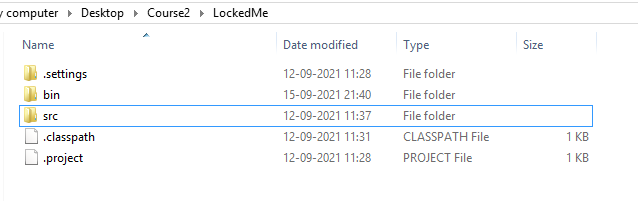 y computer Desktop Course2 LockedMe
Name Date modified Type Size
.settings 12-09-2021 11:28 File folder
bin 15-09-2021 21:40 File folder
src 12-09-2021 11:37 File folder
.classpath 12-09-2021 11:31 CLASSPATH File 1 KB
.project 12-09-2021 11:28 PROJECT File 1 KB